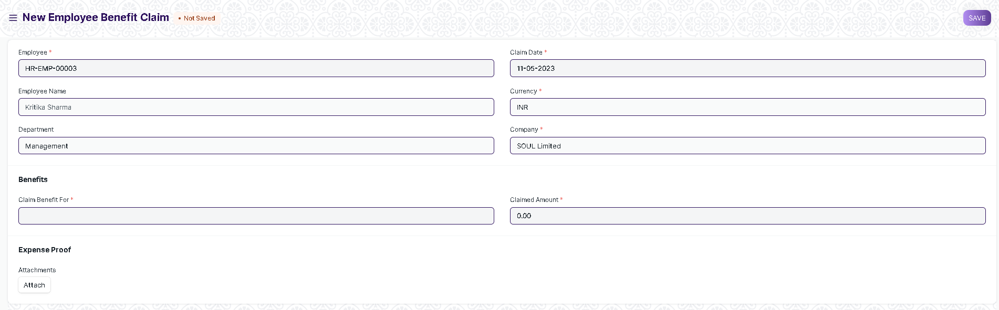 New Employee Benefit Claim • Not Saved SAVE
Employee * Claim Date *
HR-EMP-00003 11-05-2023
Employee Name Currency *
Kritika Sharma INR
Department Company *
Management SOUL Limited
Benefits
Claim Benefit For * Claimed Amount *
0.00
Expense Proof
Attachments
Attach